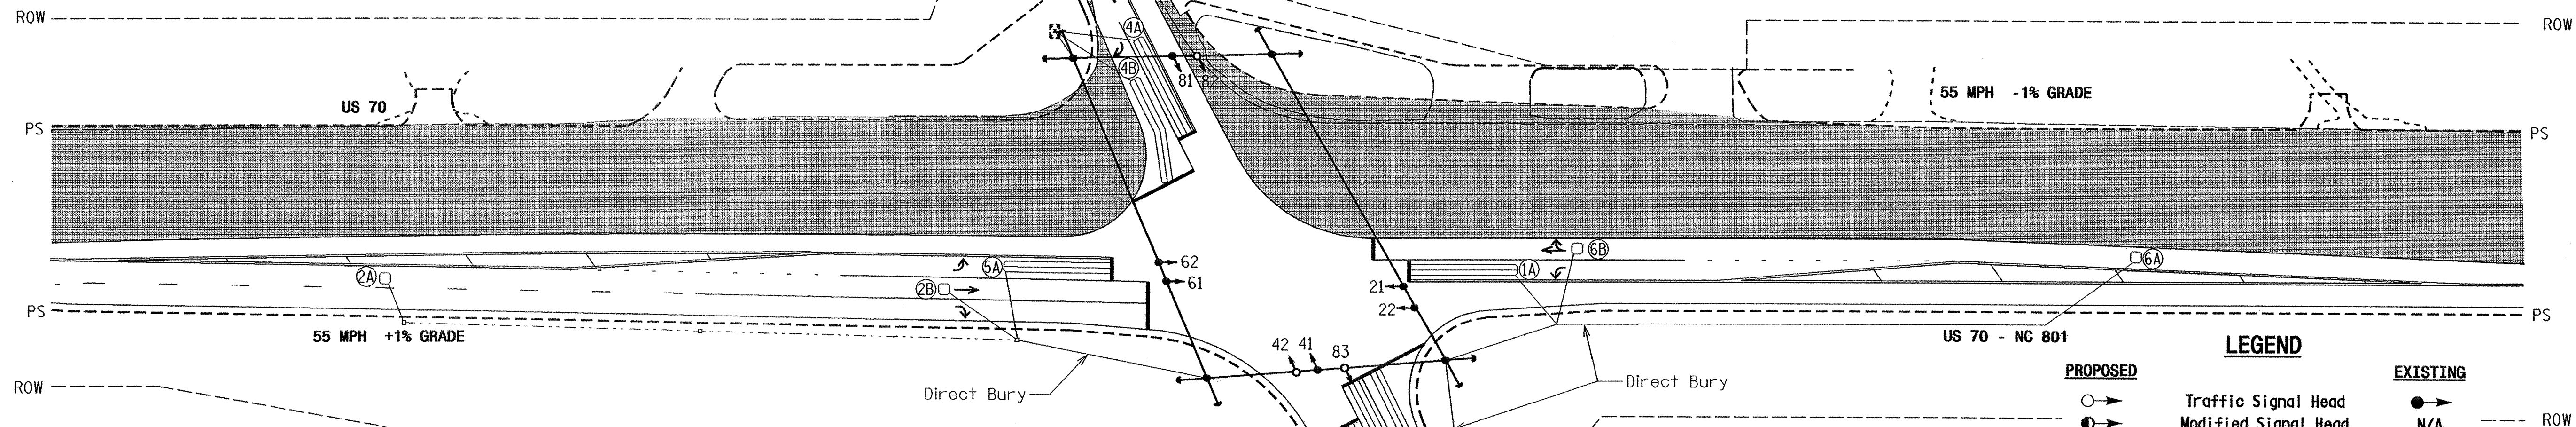 ROW
ROW
4A
4B
81
82
US 70
55 MPH -1% GRADE
PS
PS
62
61
5A
2A
2B
6B
6A
1A
21
22
PS
PS
55 MPH +1% GRADE
US 70 - NC 801
42
41
83
Direct Bury
Direct Bury
LEGEND
PROPOSED
EXISTING
ROW
Traffic Signal Head
Modified Signal Head
N/A
ROW